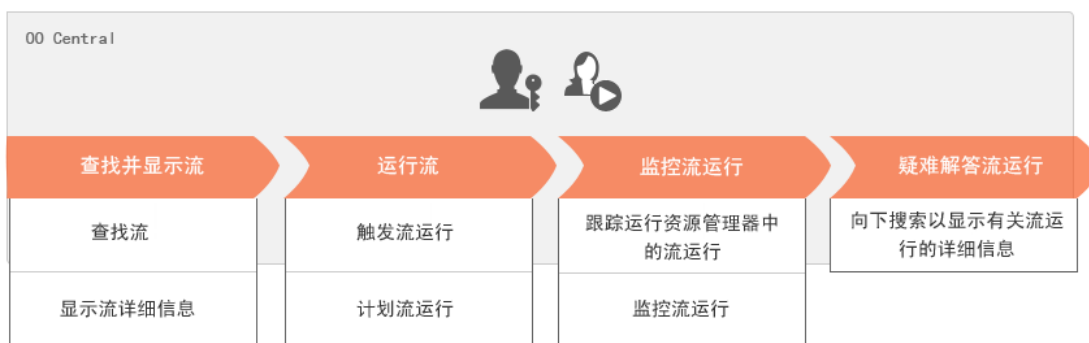 OO Central
查找并显示流
运行流
监控流运行
疑难解答流运行
查找流
触发流运行
跟踪运行资源管理器中
的流运行
向下搜索以显示有关流运
行的详细信息
显示流详细信息
计划流运行
监控流运行